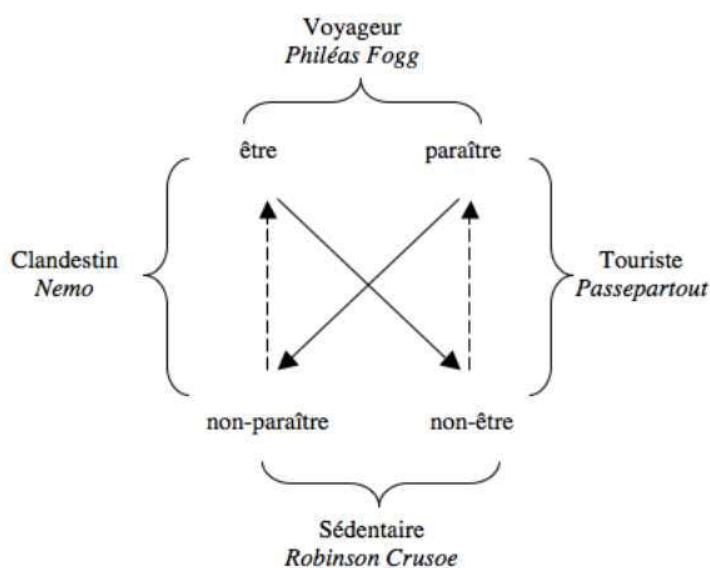 Voyageur
Philéas Fogg
être
paraître
Clandestin
Nemo
Touriste
Passepartout
non-paraître
non-être
Sédentaire
Robinson Crusoe